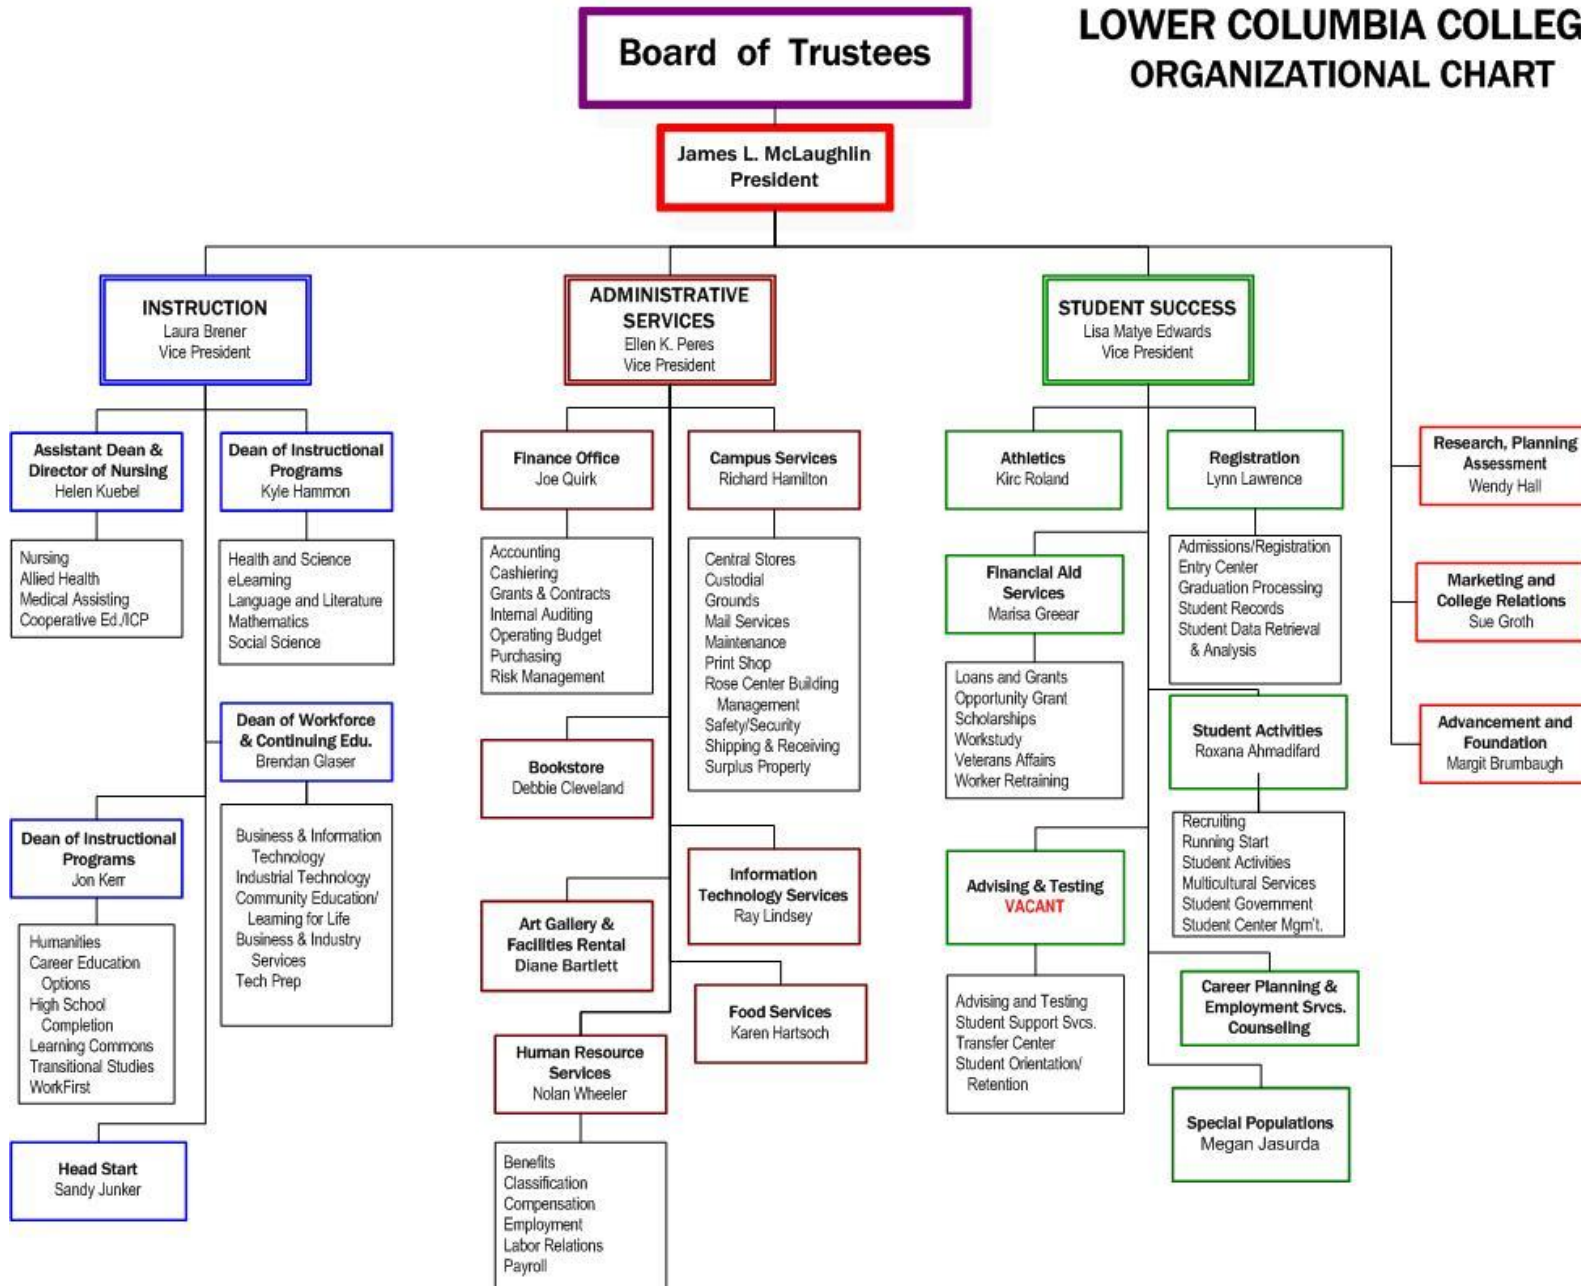 LOWER COLUMBIA COLLEG
ORGANIZATIONAL CHART
Board of Trustees
James L. McLaughlin
President
INSTRUCTION
Laura Brener
Vice President
ADMINISTRATIVE
SERVICES
Ellen K. Peres
Vice President
STUDENT SUCCESS
Lisa Matye Edwards
Vice President
Assistant Dean &
Director of Nursing
Helen Kuebel
Nursing
Allied Health
Medical Assisting
Cooperative Ed./ICP
Dean of Instructional
Programs
Kyle Hammon
Health and Science
eLearning
Language and Literature
Mathematics
Social Science
Dean of Workforce
& Continuing Edu.
Brendan Glaser
Business & Information
Technology
Industrial Technology
Community Education/
Learning for Life
Business & Industry
Services
Tech Prep
Dean of Instructional
Programs
Jon Kerr
Humanities
Career Education
Options
High School
Completion
Learning Commons
Transitional Studies
WorkFirst
Head Start
Sandy Junker
Finance Office
Joe Quirk
Accounting
Cashiering
Grants & Contracts
Internal Auditing
Operating Budget
Purchasing
Risk Management
Campus Services
Richard Hamilton
Central Stores
Custodial
Grounds
Mail Services
Maintenance
Print Shop
Rose Center Building
Management
Safety/Security
Shipping & Receiving
Surplus Property
Bookstore
Debbie Cleveland
Information
Technology Services
Ray Lindsey
Art Gallery &
Facilities Rental
Diane Bartlett
Food Services
Karen Hartsoch
Human Resource
Services
Nolan Wheeler
Benefits
Classification
Compensation
Employment
Labor Relations
Payroll
Athletics
Kirc Roland
Registration
Lynn Lawrence
Admissions/Registration
Entry Center
Graduation Processing
Student Records
Student Data Retrieval
& Analysis
Financial Aid
Services
Marisa Greear
Loans and Grants
Opportunity Grant
Scholarships
Workstudy
Veterans Affairs
Worker Retraining
Student Activities
Roxana Ahmadifard
Recruiting
Running Start
Student Activities
Multicultural Services
Student Government
Student Center Mgm't.
Advising & Testing
VACANT
Advising and Testing
Student Support Svcs.
Transfer Center
Student Orientation/
Retention
Career Planning &
Employment Srvcs.
Counseling
Special Populations
Megan Jasurda
Research, Planning
Assessment
Wendy Hall
Marketing and
College Relations
Sue Groth
Advancement and
Foundation
Margit Brumbaugh